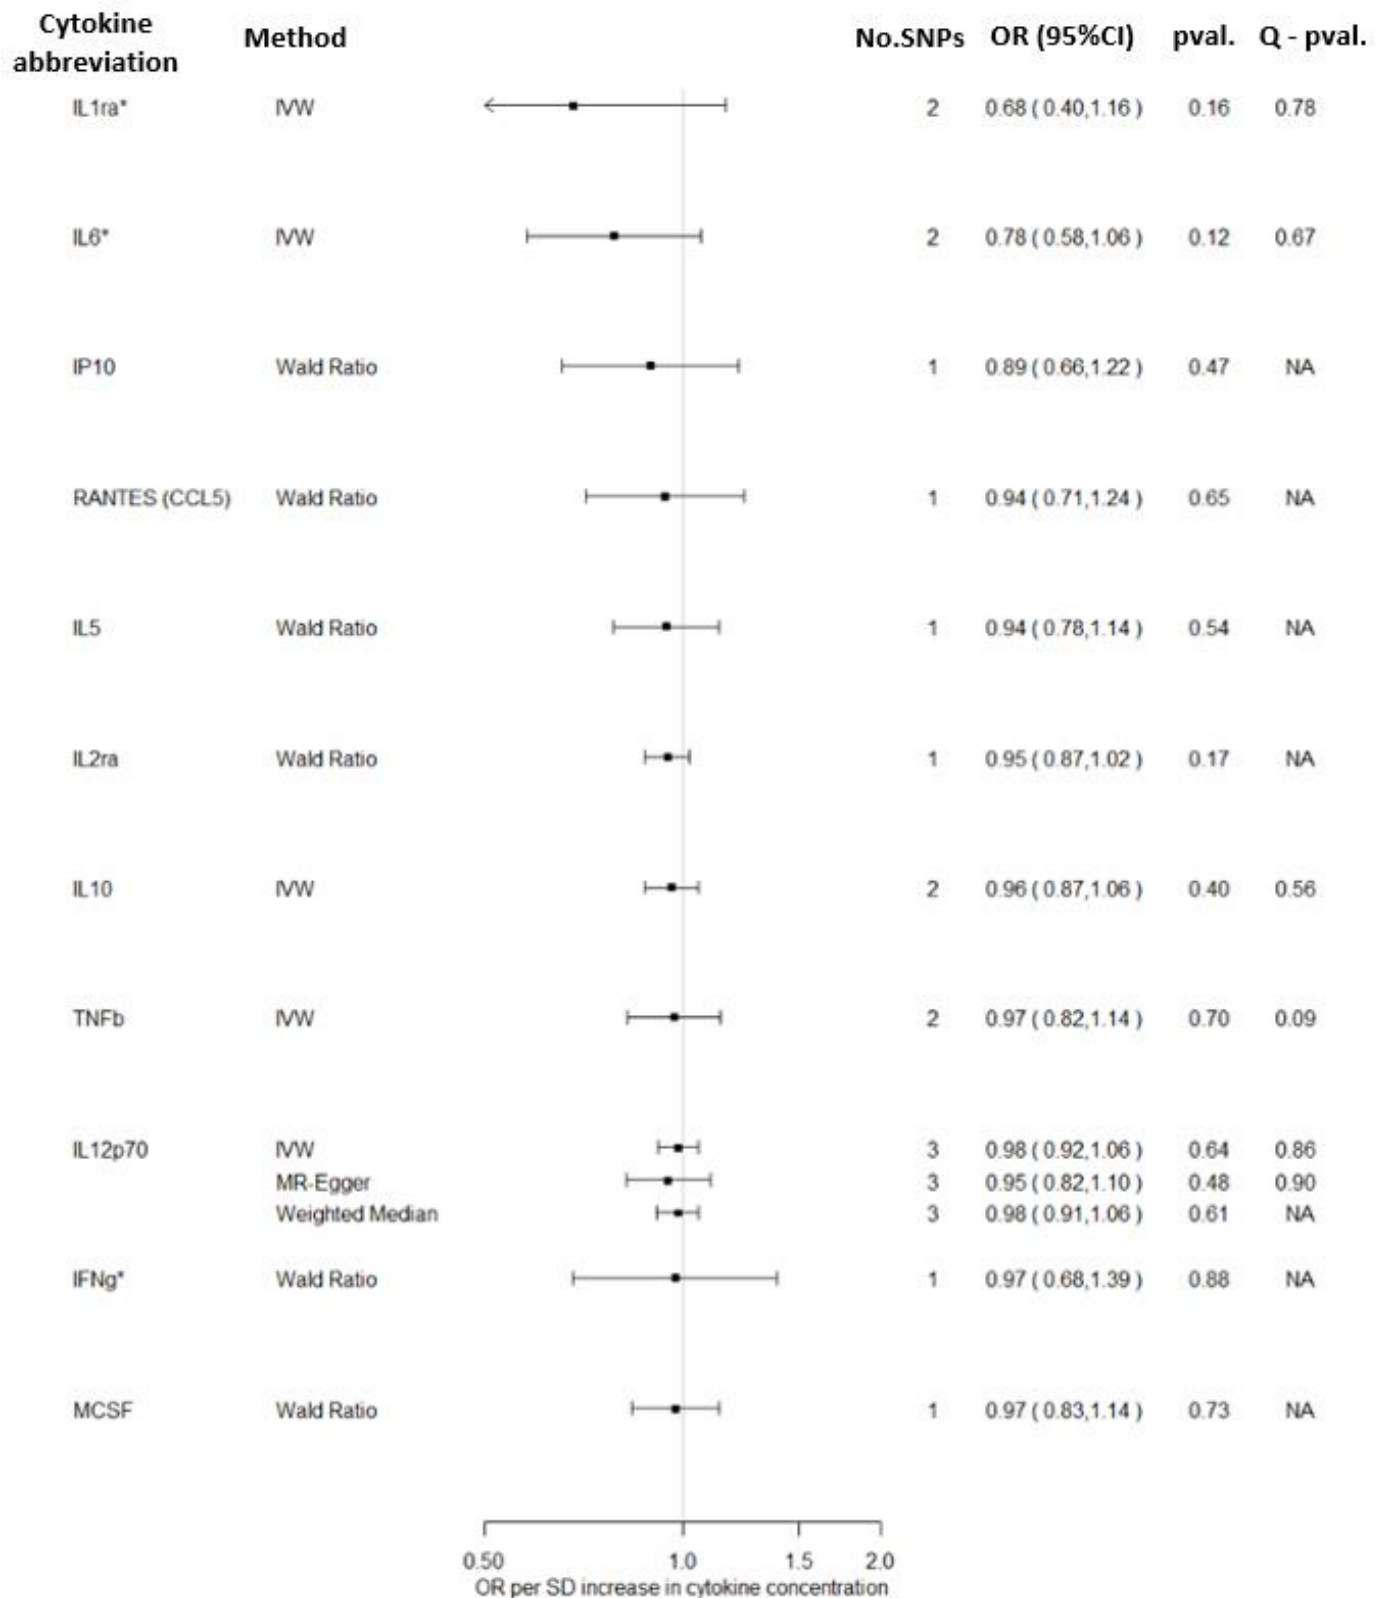 Cytokine abbreviation Method No.SNPs OR (95%CI) pval. Q - pval.
IL1ra* IVW 2 0.68 ( 0.40,1.16 ) 0.16 0.78
IL6* IVW 2 0.78 ( 0.58,1.06 ) 0.12 0.67
IP10 Wald Ratio 1 0.89 ( 0.66,1.22 ) 0.47 NA
RANTES (CCL5) Wald Ratio 1 0.94 ( 0.71,1.24 ) 0.65 NA
IL5 Wald Ratio 1 0.94 ( 0.78,1.14 ) 0.54 NA
IL2ra Wald Ratio 1 0.95 ( 0.87,1.02 ) 0.17 NA
IL10 IVW 2 0.96 ( 0.87,1.06 ) 0.40 0.56
TNFb IVW 2 0.97 ( 0.82,1.14 ) 0.70 0.09
IL12p70 IVW 3 0.98 ( 0.92,1.06 ) 0.64 0.86
MR-Egger 3 0.95 ( 0.82,1.10 ) 0.48 0.90
Weighted Median 3 0.98 ( 0.91,1.06 ) 0.61 NA
IFNg* Wald Ratio 1 0.97 ( 0.68,1.39 ) 0.88 NA
MCSF Wald Ratio 1 0.97 ( 0.83,1.14 ) 0.73 NA
0.50 1.0 1.5 2.0
OR per SD increase in cytokine concentration